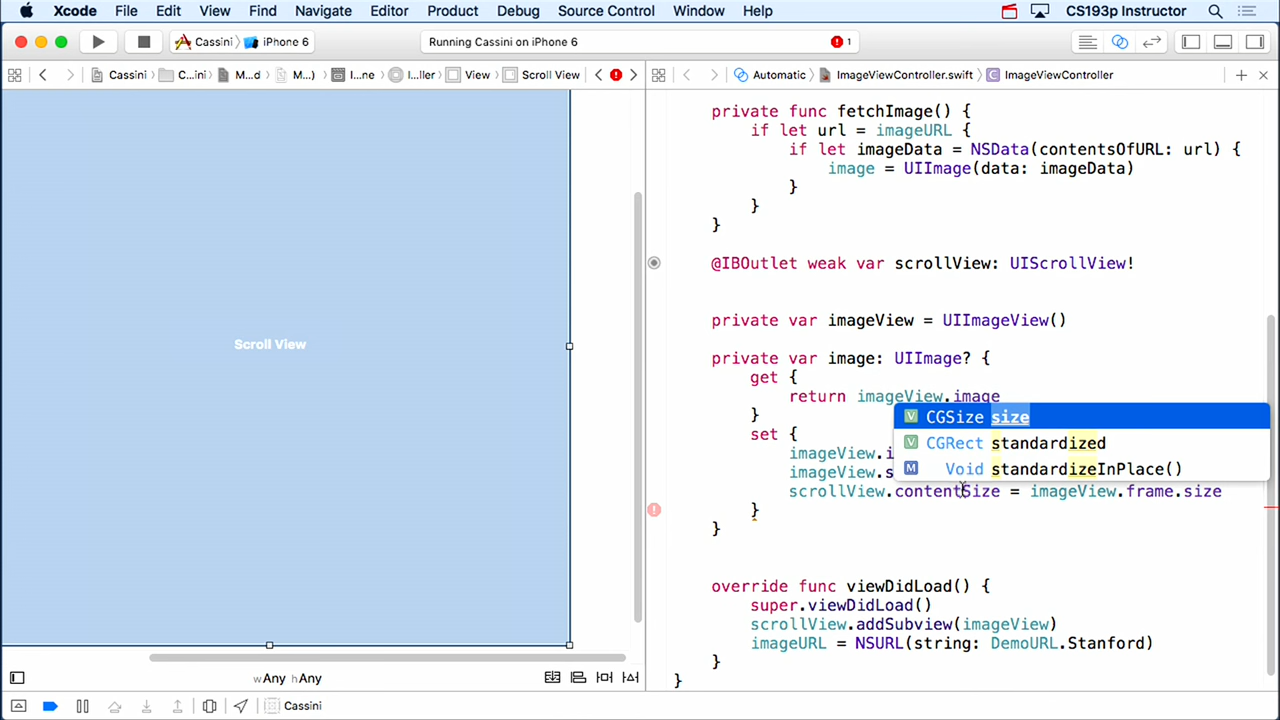 Xcode File Edit View Find Navigate Editor Product Debug Source Control Window Help CS193p Instructor
Cassini iPhone 6 Running Cassini on iPhone 6 1
Cassini C...ini M...d M...) I...ne I...ller View Scroll View Automatic ImageViewController.swift ImageViewController
private func fetchImage() {
if let url = imageURL {
if let imageData = NSData(contentsOfURL: url) {
image = UIImage(data: imageData)
}
}
}
@IBOutlet weak var scrollView: UIScrollView!
private var imageView = UIImageView()
Scroll View
private var image: UIImage? {
get {
return imageView.image
}
V CGSize size
set {
V CGRect standardized
imageView.i
M Void standardizeInPlace()
imageView.s
scrollView.contentSize = imageView.frame.size
}
}
override func viewDidLoad() {
super.viewDidLoad()
scrollView.addSubview(imageView)
imageURL = NSURL(string: DemoURL.Stanford)
}
}
wAny hAny
Cassini